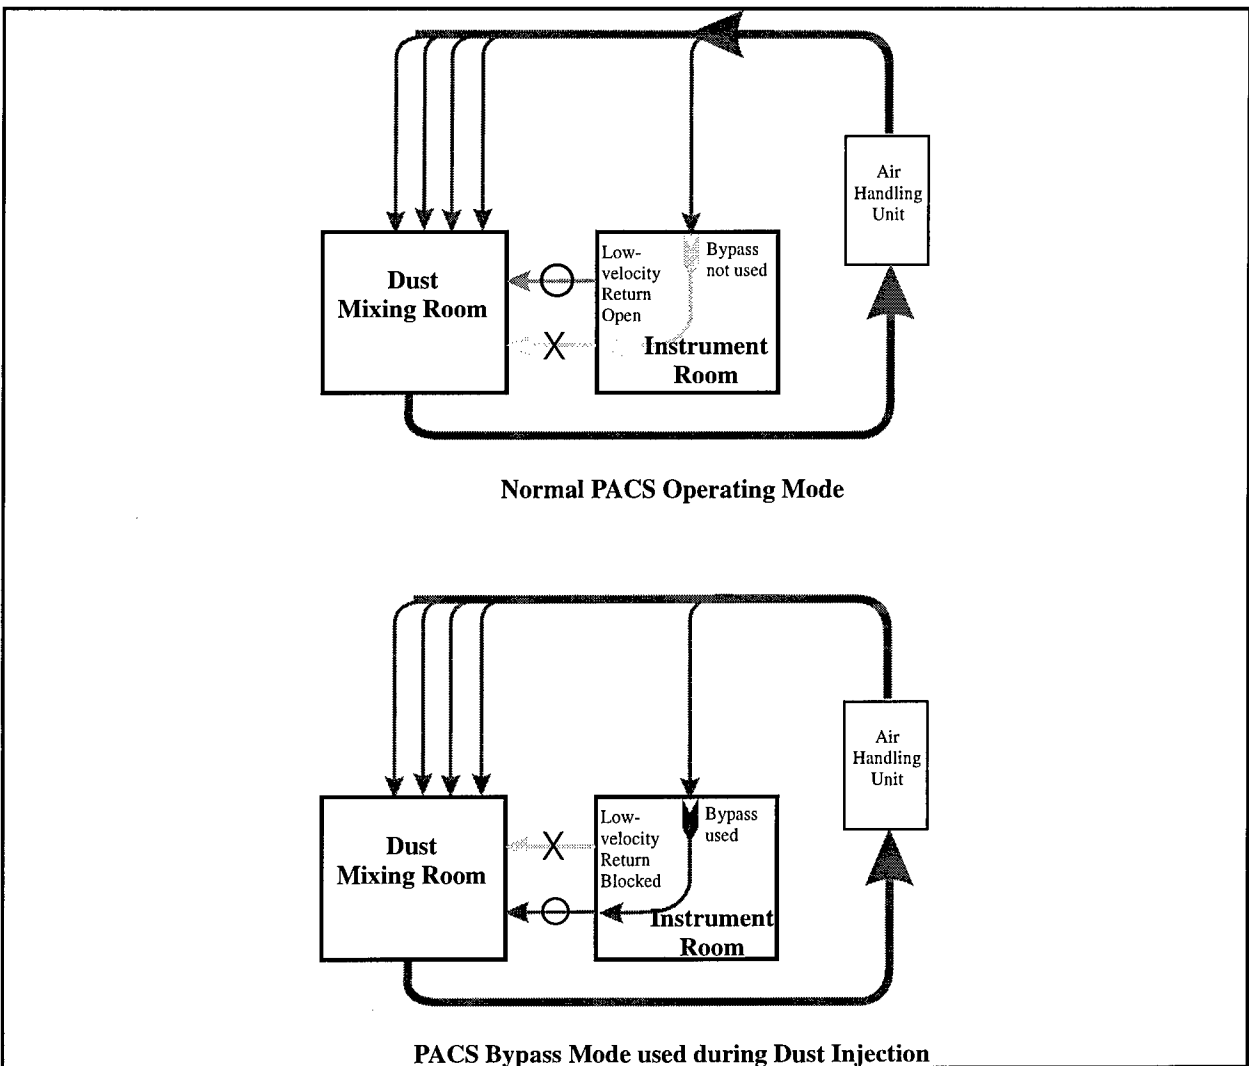 Air
Handling
Unit
Dust
Mixing Room
Low-
velocity
Return
Open
Bypass
not used
X
Instrument
Room
Normal PACS Operating Mode
Air
Handling
Unit
Dust
Mixing Room
X
Low-
velocity
Return
Blocked
Bypass
used
Instrument
Room
PACS Bypass Mode used during Dust Injection